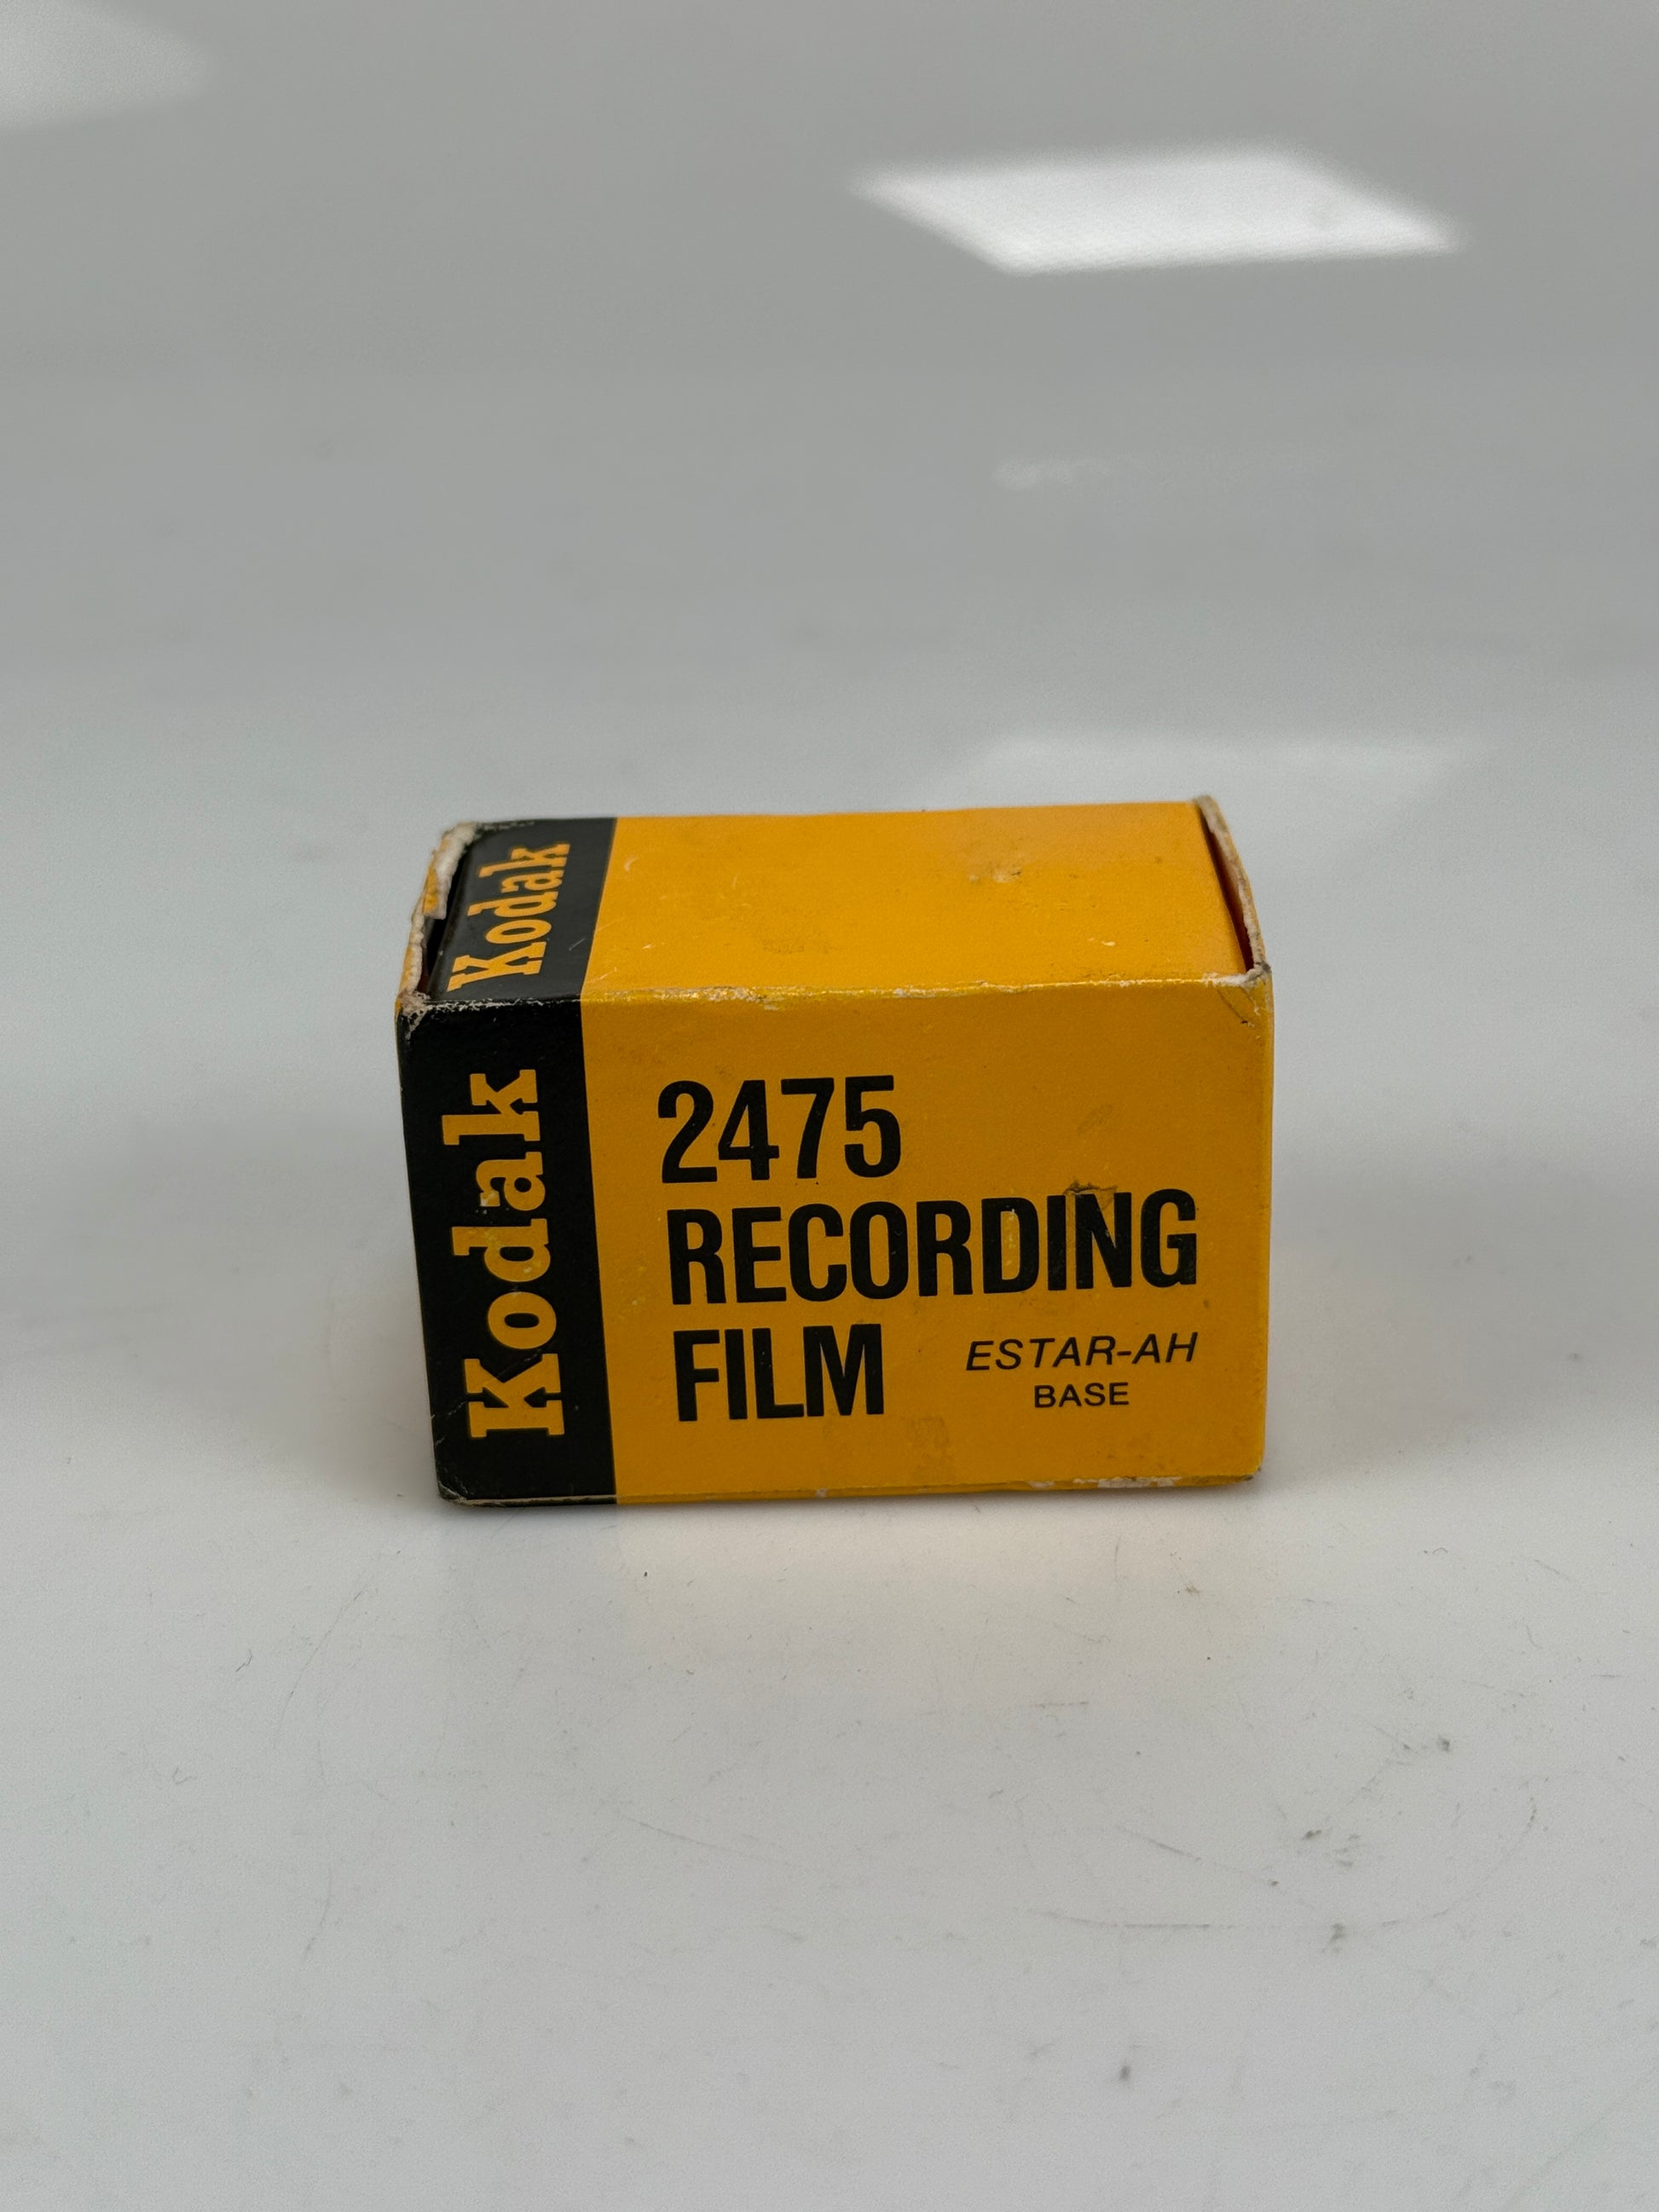 Kodak
Kodak
2475
RECORDING
FILM
ESTAR-AH
BASE